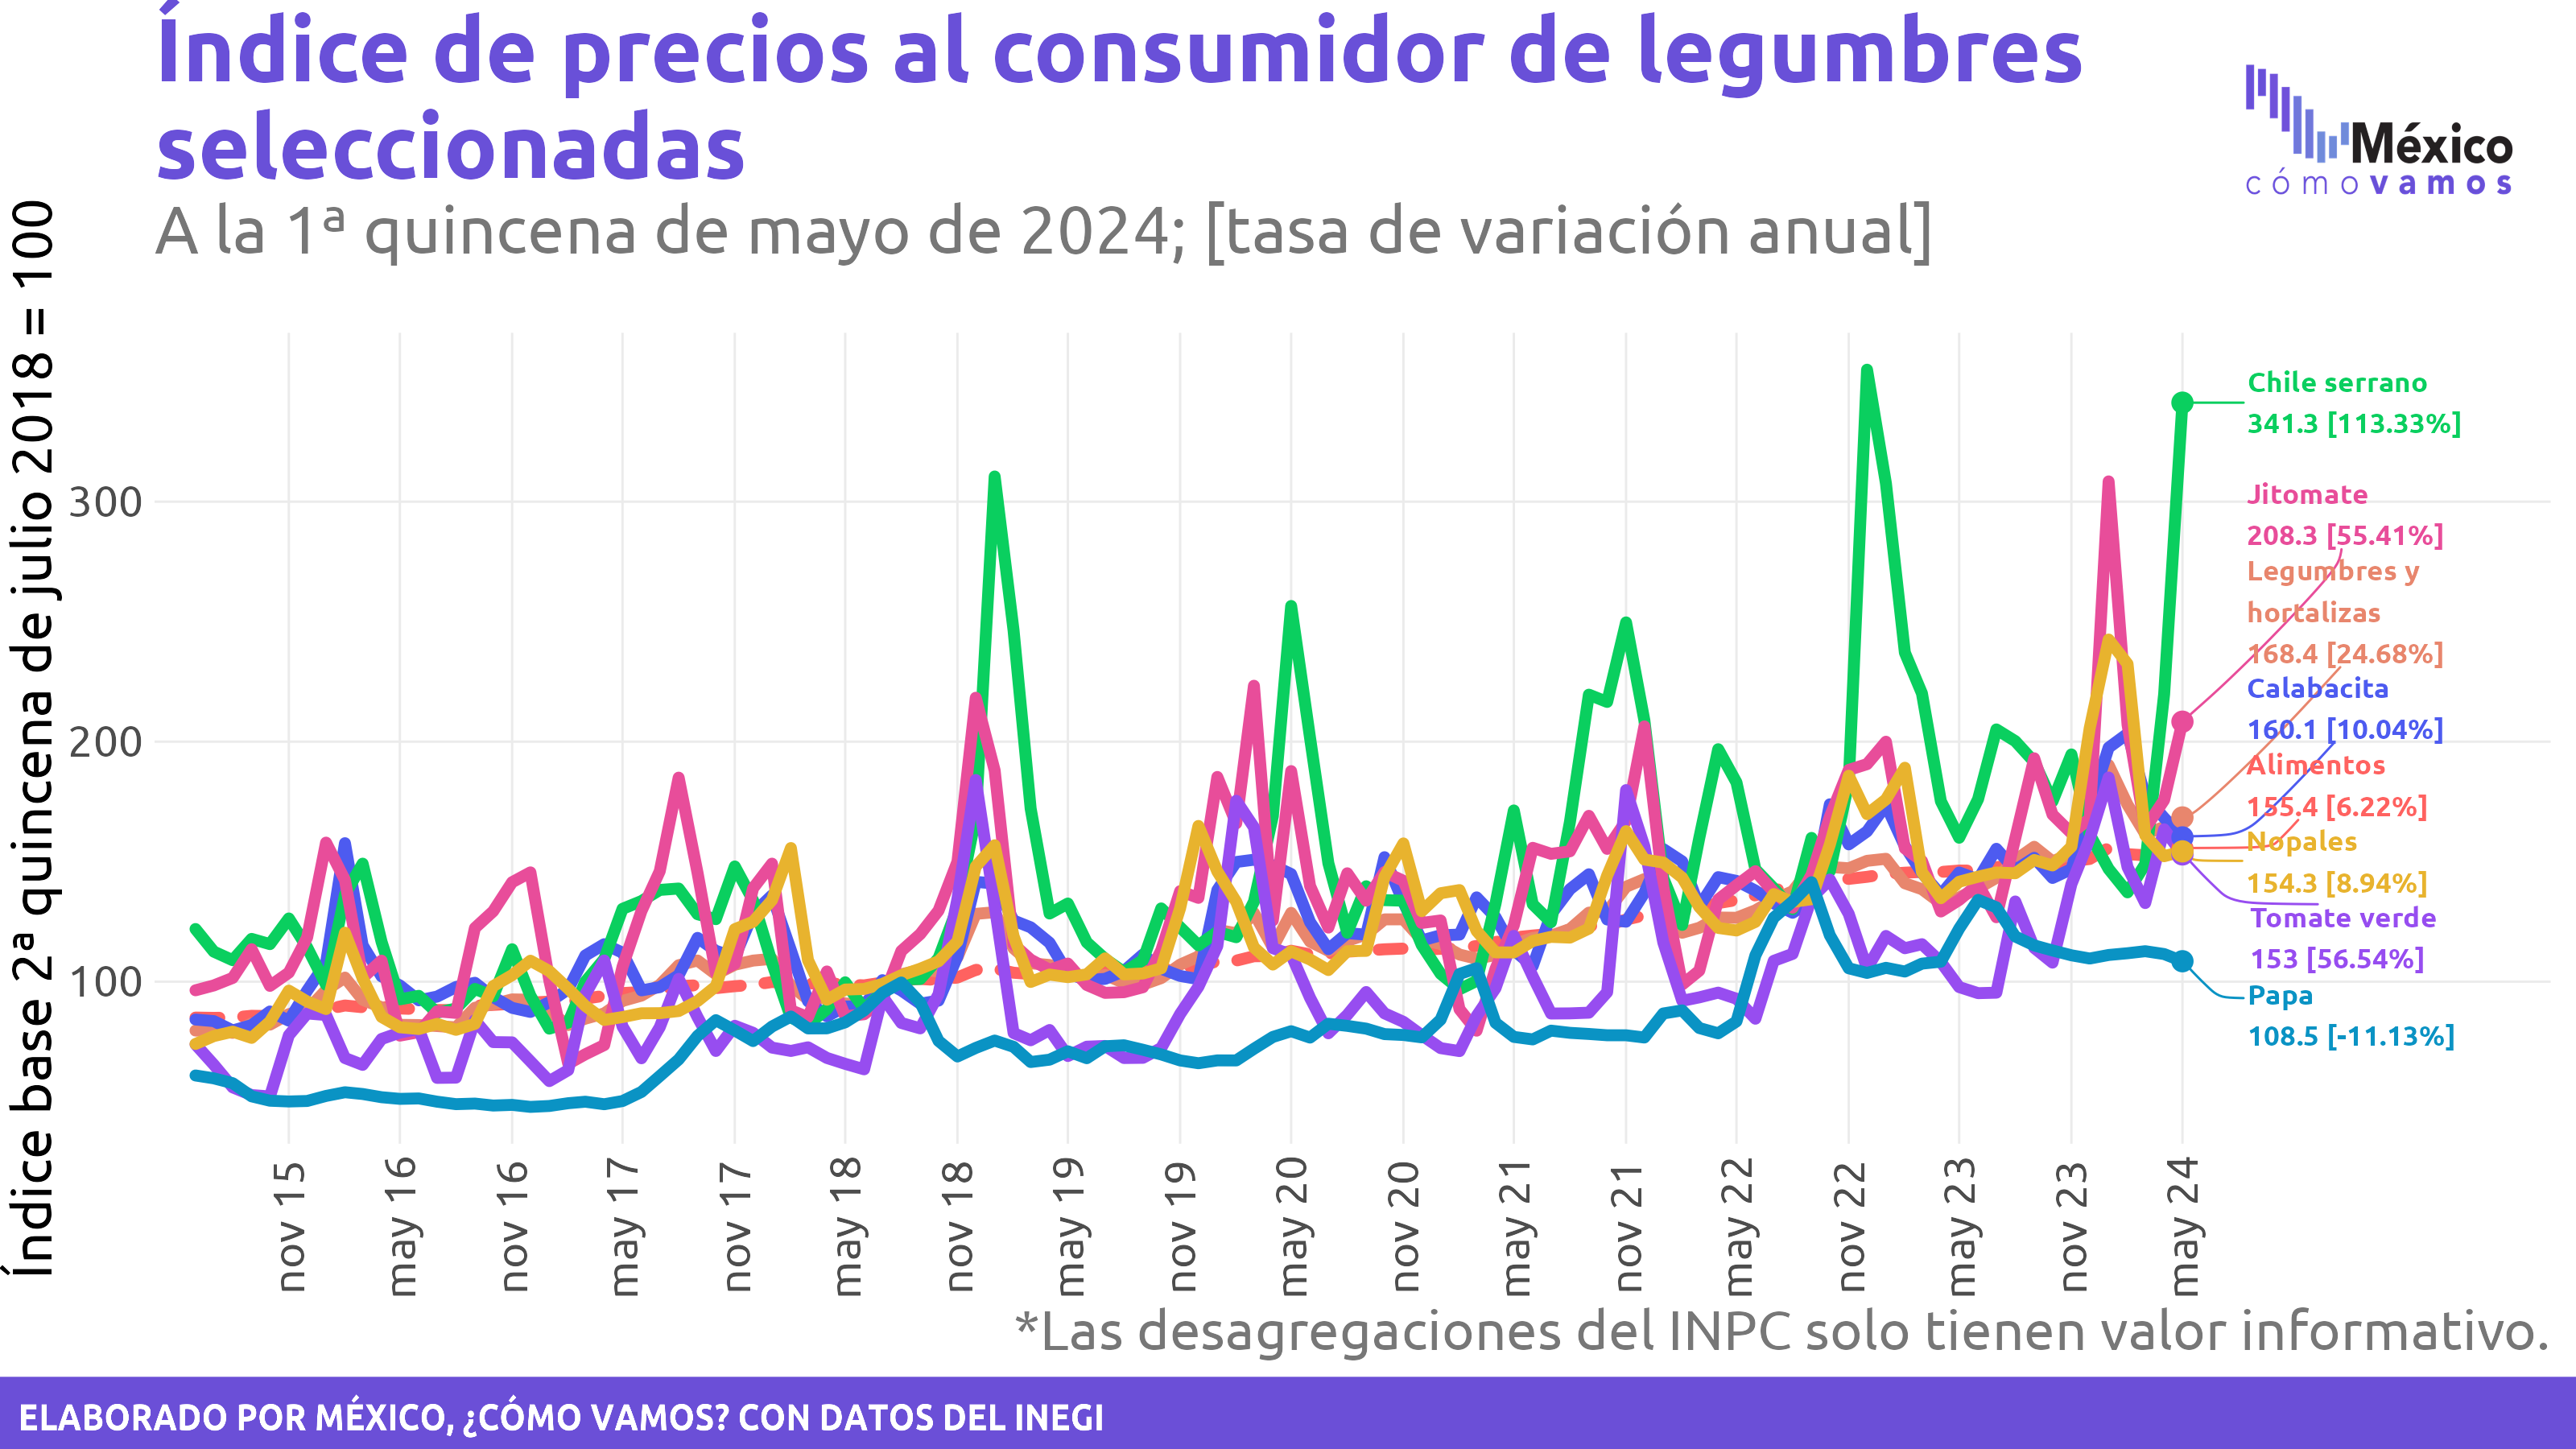 Índice de precios al consumidor de legumbres
seleccionadas
A la 1ª quincena de mayo de 2024; [tasa de variación anual]
México
cómo vamos
Índice base 2ª quincena de julio 2018 = 100
300
200
100
Chile serrano
341.3 [113.33%]
Jitomate
208.3 [55.41%]
Legumbres y
hortalizas
168.4 [24.68%]
Calabacita
160.1 [10.04%]
Alimentos
155.4 [6.22%]
Nopales
154.3 [8.94%]
Tomate verde
153 [56.54%]
Papa
108.5 [-11.13%]
nov 15
may 16
nov 16
may 17
nov 17
may 18
nov 18
may 19
nov 19
may 20
nov 20
may 21
nov 21
may 22
nov 22
may 23
nov 23
may 24
*Las desagregaciones del INPC solo tienen valor informativo.
ELABORADO POR MÉXICO, ¿CÓMO VAMOS? CON DATOS DEL INEGI